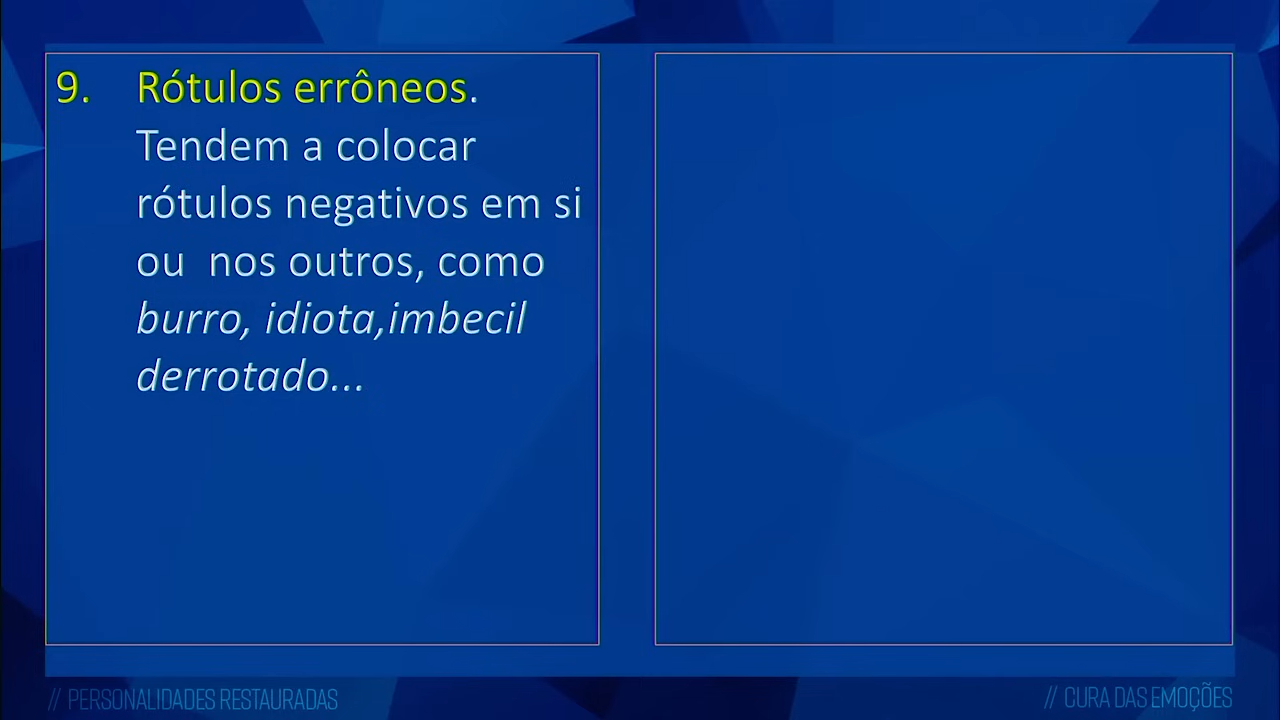 9. Rótulos errôneos.
Tendem a colocar
rótulos negativos em si
ou  nos outros, como
burro, idiota,imbecil
derrotado...
// PERSONALIDADES RESTAURADAS
// CURA DAS EMOÇÕES